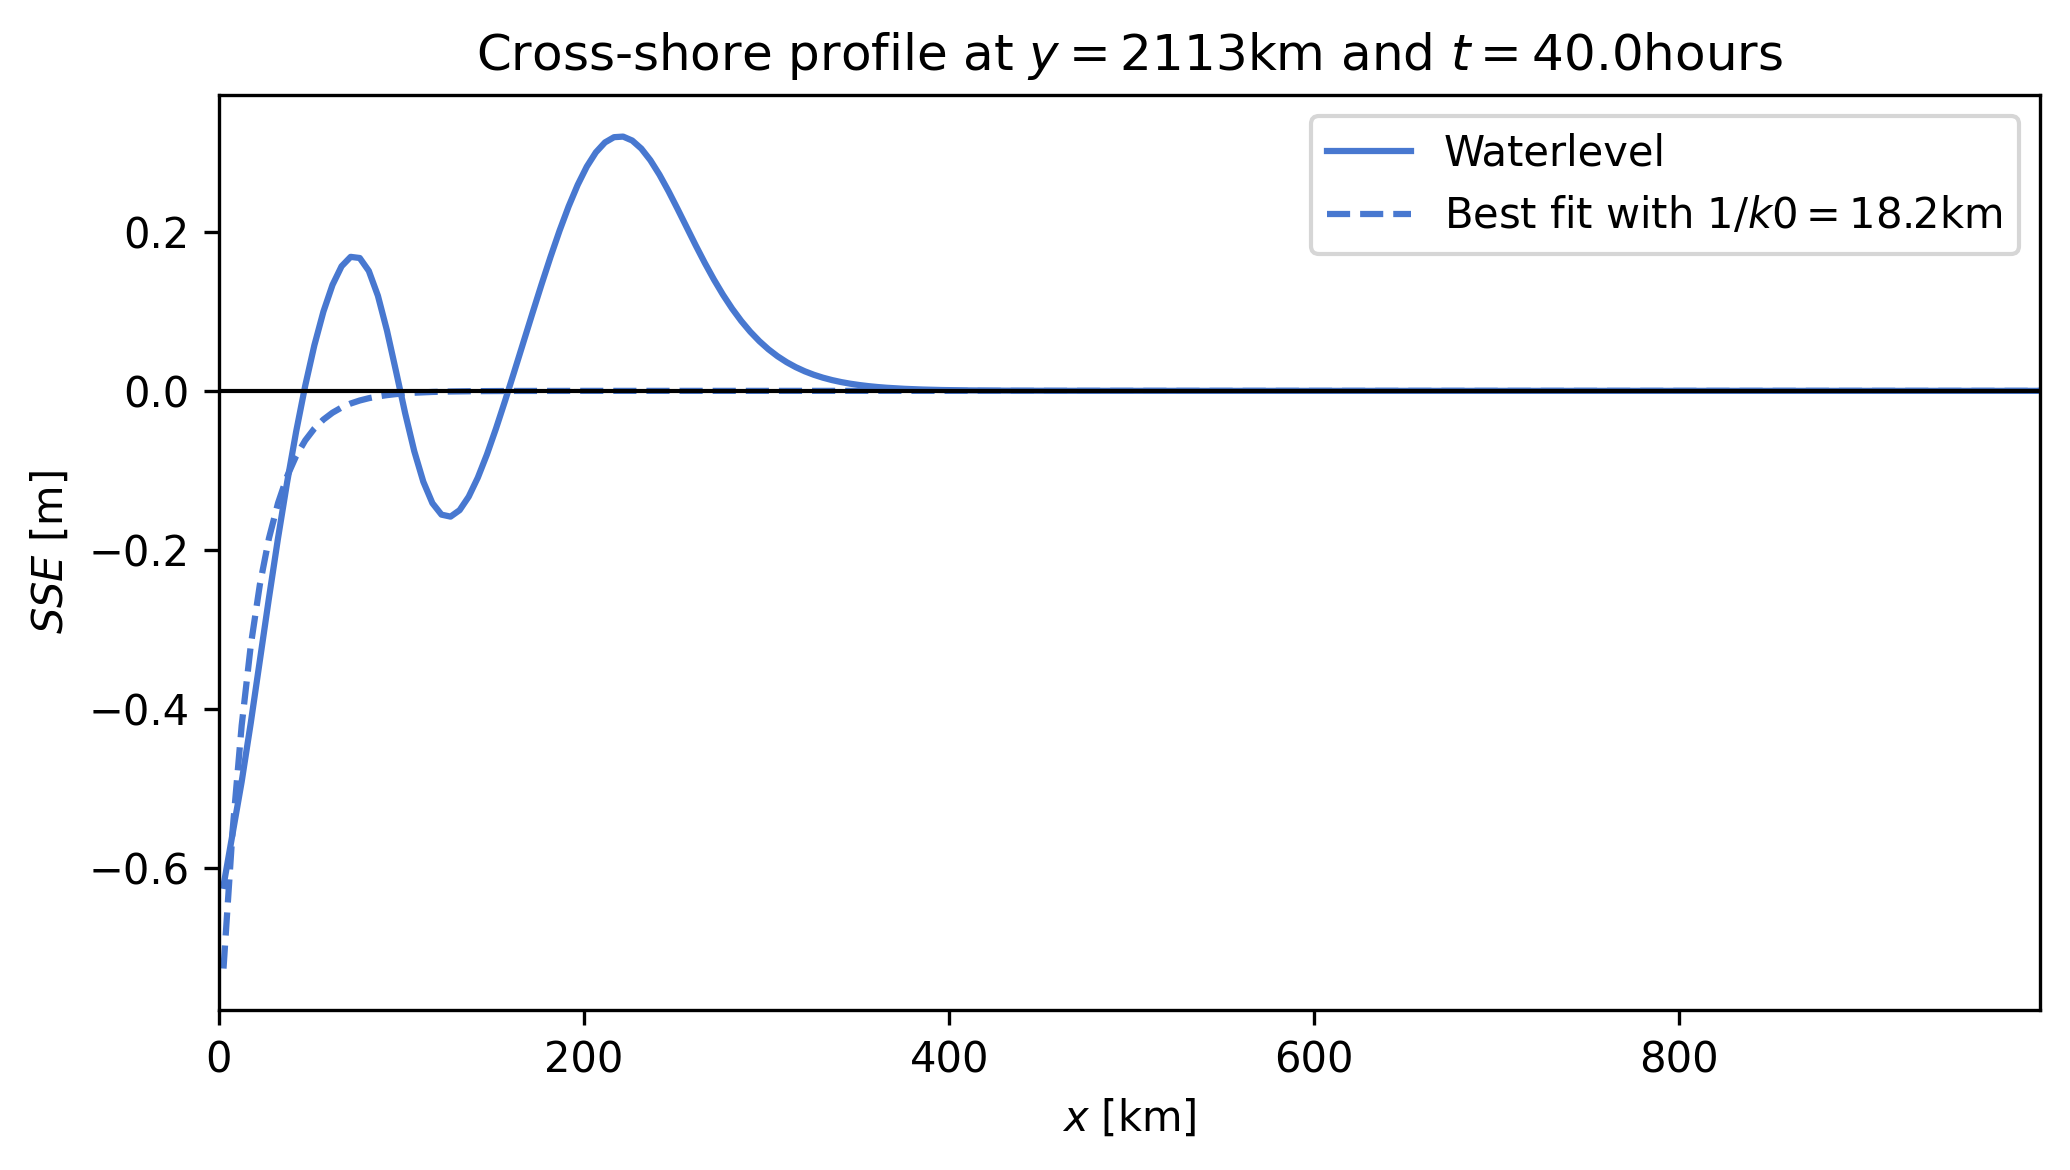 Cross-shore profile at y = 2113km and t = 40.0hours
Waterlevel
Best fit with 1/k0 = 18.2km
SSE [m]
0.2
0.0
−0.2
−0.4
−0.6
0 200 400 600 800
x [km]